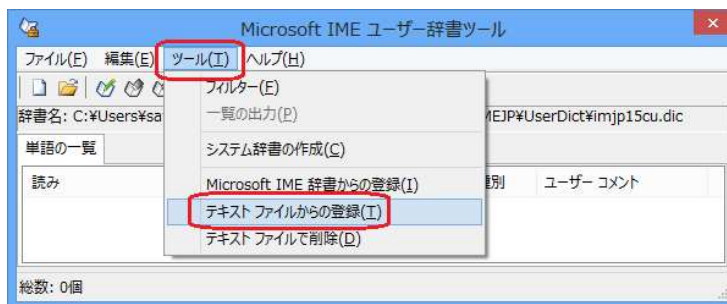 Microsoft IME ユーザー辞書ツール
ファイル(F) 編集(E) ツール(T) ヘルプ(H)
フィルター(F)
一覧の出力(P)
辞書名: C:¥Users¥sa MEJP¥UserDict¥imjp15cu.dic
単語の一覧
システム辞書の作成(C)
読み 種別 ユーザー コメント
Microsoft IME 辞書からの登録(I)
テキスト ファイルからの登録(T)
テキスト ファイルで削除(D)
総数: 0個